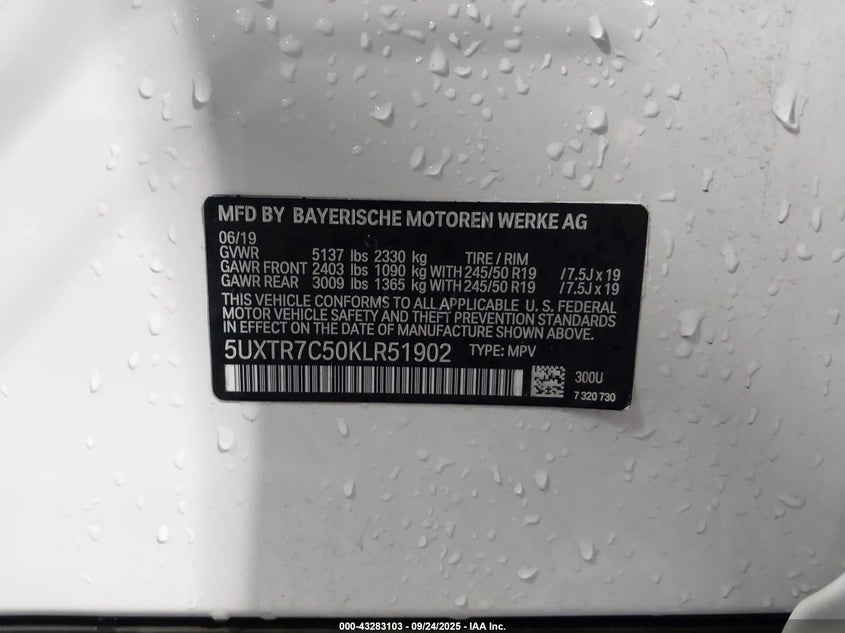 MFD BY BAYERISCHE MOTOREN WERKE AG
06/19
GVWR 5137 lbs 2330 kg TIRE / RIM
GAWR FRONT 2403 lbs 1090 kg WITH 245/50 R19 / 7.5J x 19
GAWR REAR 3009 lbs 1365 kg WITH 245/50 R19 / 7.5J x 19
THIS VEHICLE CONFORMS TO ALL APPLICABLE U. S. FEDERAL
MOTOR VEHICLE SAFETY AND THEFT PREVENTION STANDARDS
IN EFFECT ON THE DATE OF MANUFACTURE SHOWN ABOVE.
5UXTR7C50KLR51902 TYPE: MPV
300U
7 320 730
000-43283103 - 09/24/2025 - IAA Inc.